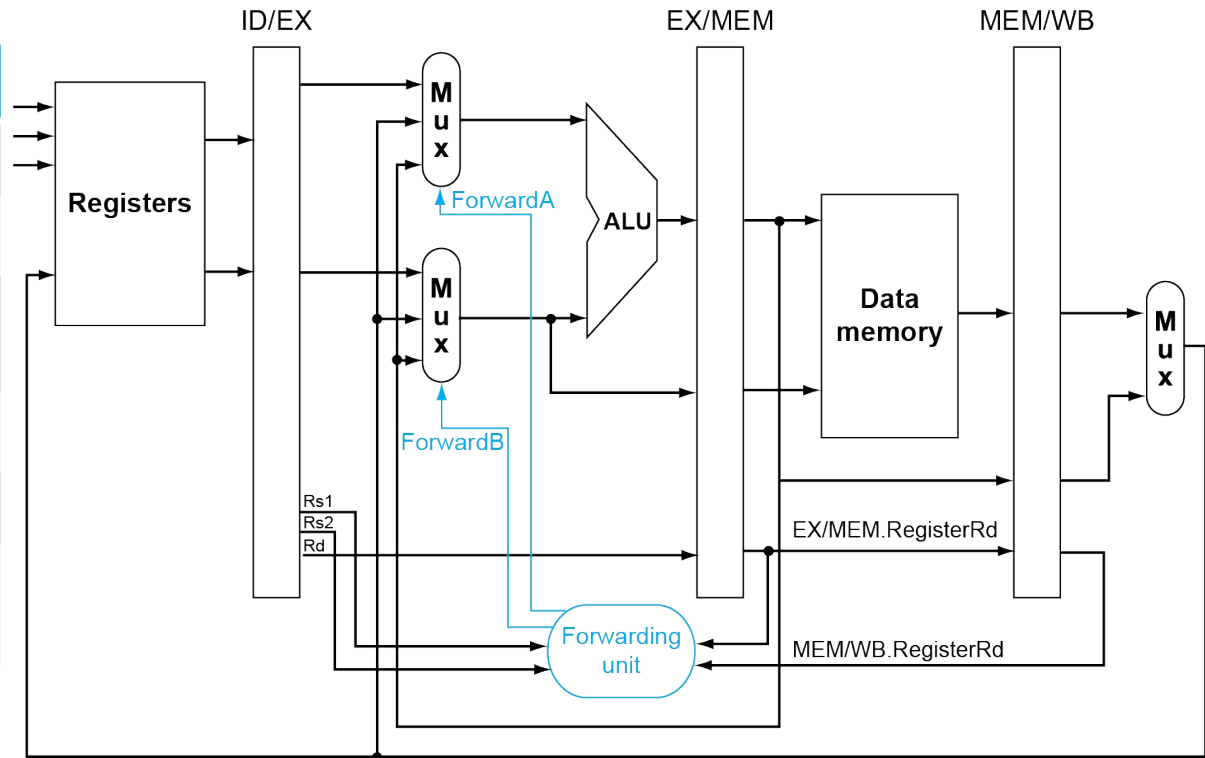 ID/EX
EX/MEM
MEM/WB
M
u
x
ForwardA
Registers
ALU
M
u
x
Data
memory
M
u
x
ForwardB
Rs1
Rs2
Rd
EX/MEM.RegisterRd
Forwarding
unit
MEM/WB.RegisterRd